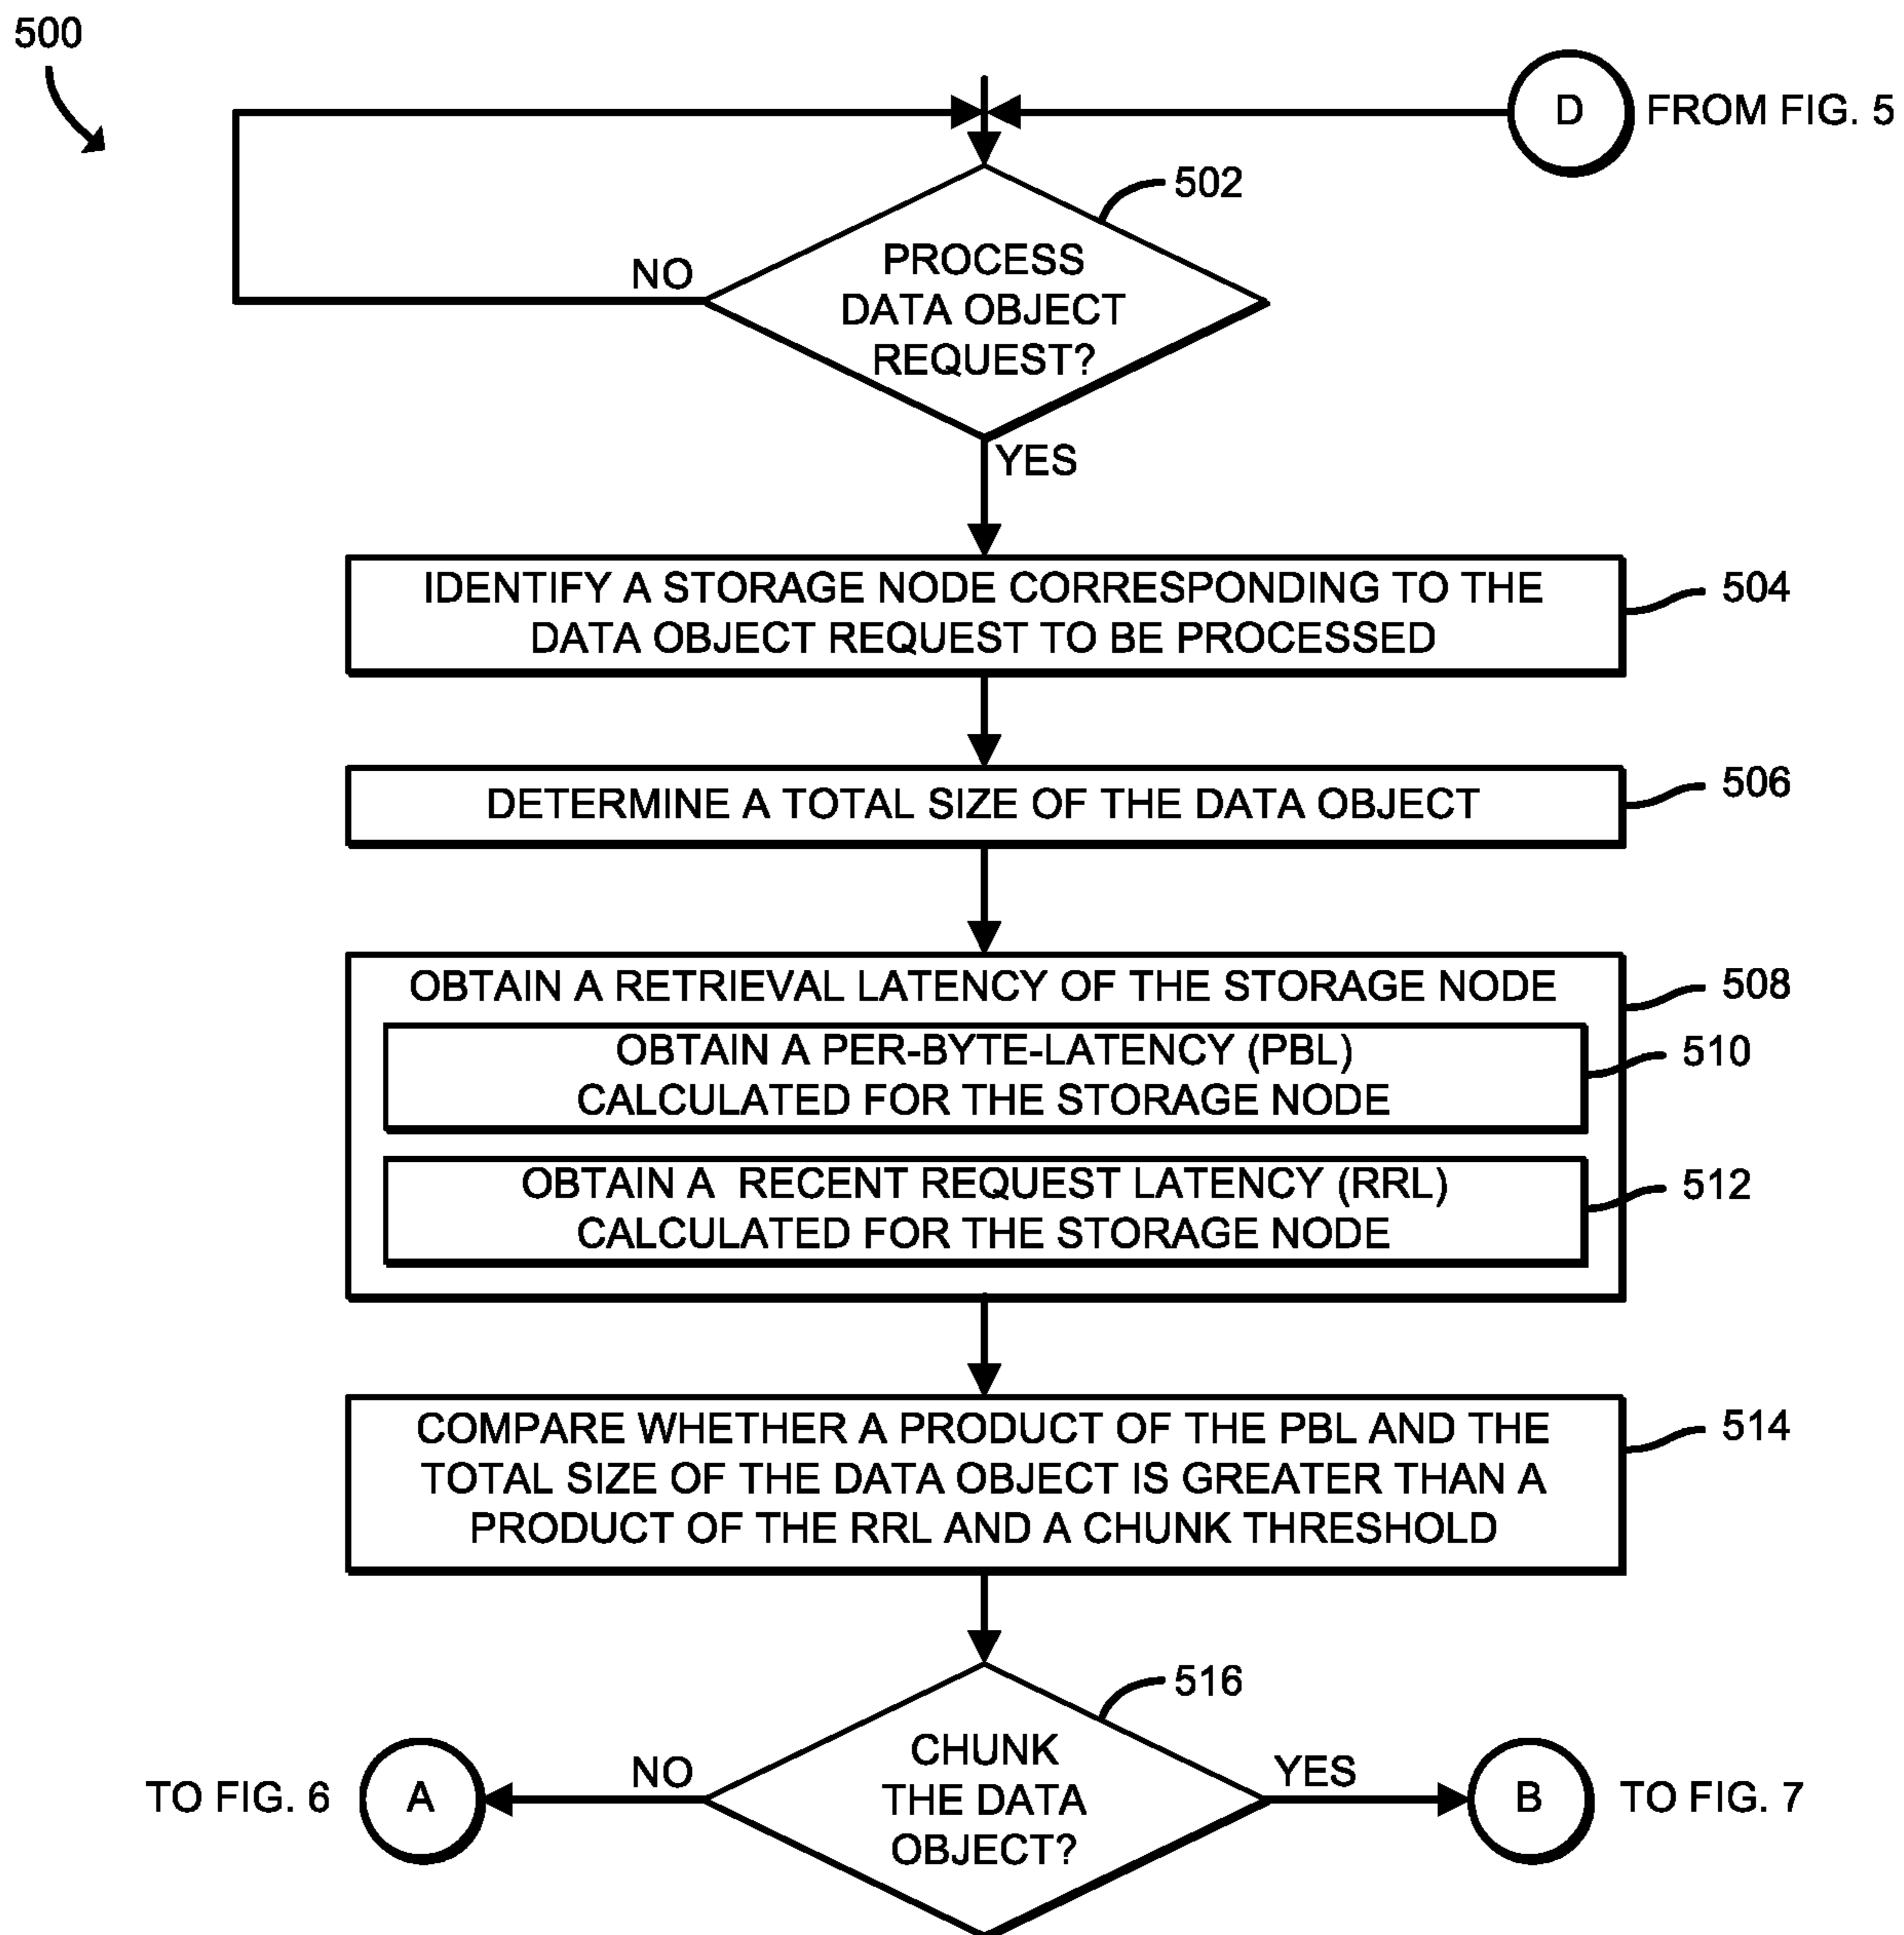 500
D FROM FIG. 5
502
PROCESS
DATA OBJECT
REQUEST?
NO
YES
IDENTIFY A STORAGE NODE CORRESPONDING TO THE
DATA OBJECT REQUEST TO BE PROCESSED
504
DETERMINE A TOTAL SIZE OF THE DATA OBJECT
506
OBTAIN A RETRIEVAL LATENCY OF THE STORAGE NODE
508
OBTAIN A PER-BYTE-LATENCY (PBL)
CALCULATED FOR THE STORAGE NODE
510
OBTAIN A RECENT REQUEST LATENCY (RRL)
CALCULATED FOR THE STORAGE NODE
512
COMPARE WHETHER A PRODUCT OF THE PBL AND THE
TOTAL SIZE OF THE DATA OBJECT IS GREATER THAN A
PRODUCT OF THE RRL AND A CHUNK THRESHOLD
514
516
CHUNK
THE DATA
OBJECT?
NO
YES
TO FIG. 6 A
B TO FIG. 7